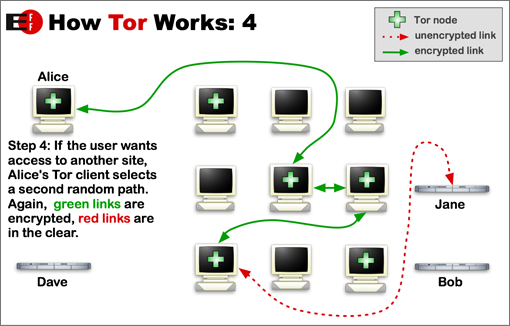 EFF How Tor Works: 4
Tor node
unencrypted link
encrypted link
Alice
Step 4: If the user wants
access to another site,
Alice's Tor client selects
a second random path.
Again, green links are
encrypted, red links are
in the clear.
Jane
Dave
Bob